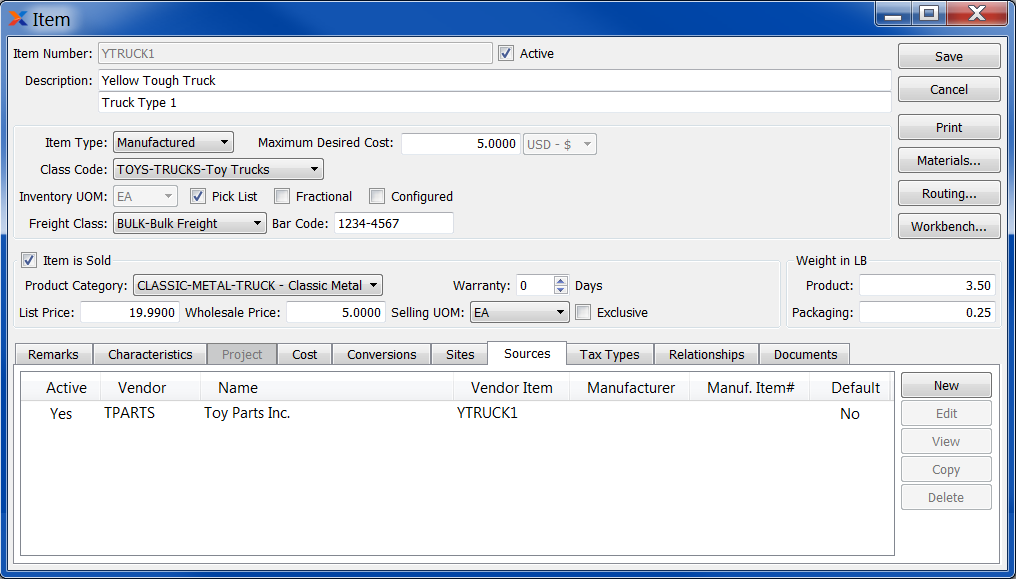 Item
Item Number: YTRUCK1 Active
Save
Description: Yellow Tough Truck
Truck Type 1
Cancel
Print
Materials...
Routing...
Workbench...
Item Type: Manufactured Maximum Desired Cost: 5.0000 USD - $
Class Code: TOYS-TRUCKS-Toy Trucks
Inventory UOM: EA Pick List Fractional Configured
Freight Class: BULK-Bulk Freight Bar Code: 1234-4567
Item is Sold
Product Category: CLASSIC-METAL-TRUCK - Classic Metal Warranty: 0 Days
List Price: 19.9900 Wholesale Price: 5.0000 Selling UOM: EA Exclusive
Weight in LB
Product: 3.50
Packaging: 0.25
Remarks Characteristics Project Cost Conversions Sites Sources Tax Types Relationships Documents
Active Vendor Name Vendor Item Manufacturer Manuf. Item# Default
Yes TPARTS Toy Parts Inc. YTRUCK1 No
New
Edit
View
Copy
Delete